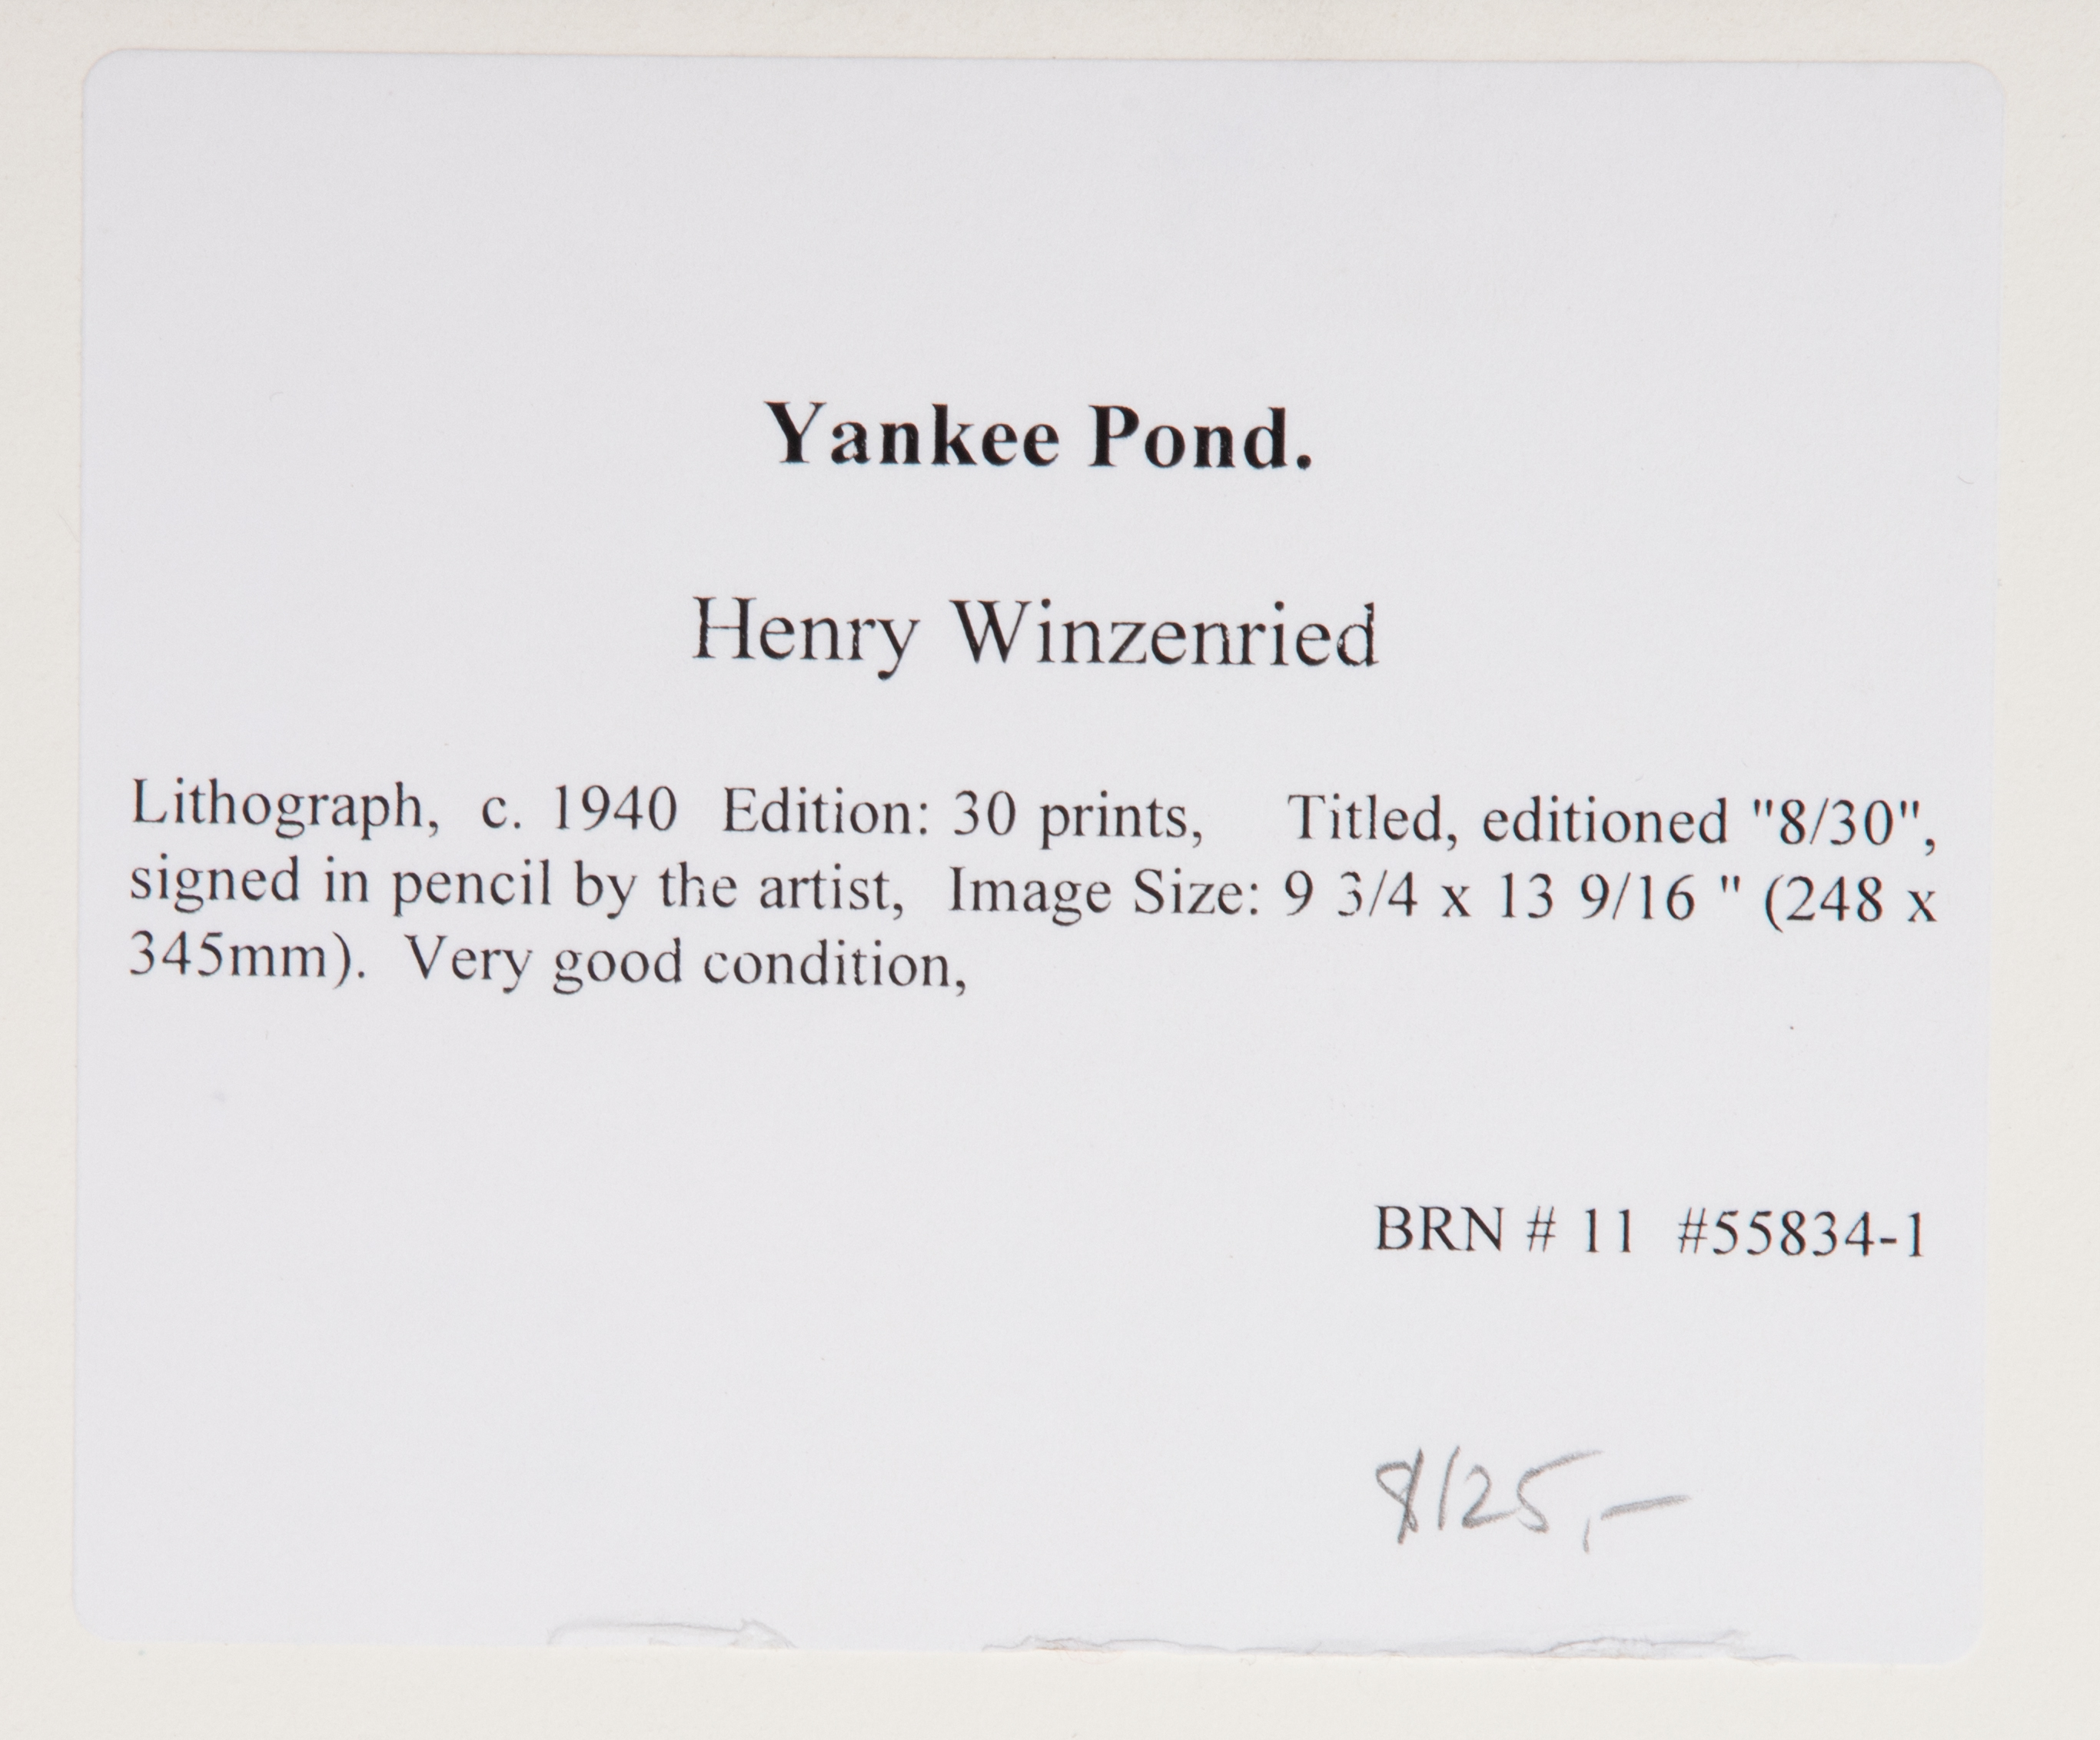 Yankee Pond.
Henry Winzenried
Lithograph, c. 1940 Edition: 30 prints, Titled, editioned "8/30",
signed in pencil by the artist, Image Size: 9 3/4 x 13 9/16 " (248 x
345mm). Very good condition,
BRN # 11 #55834-1
$125,-